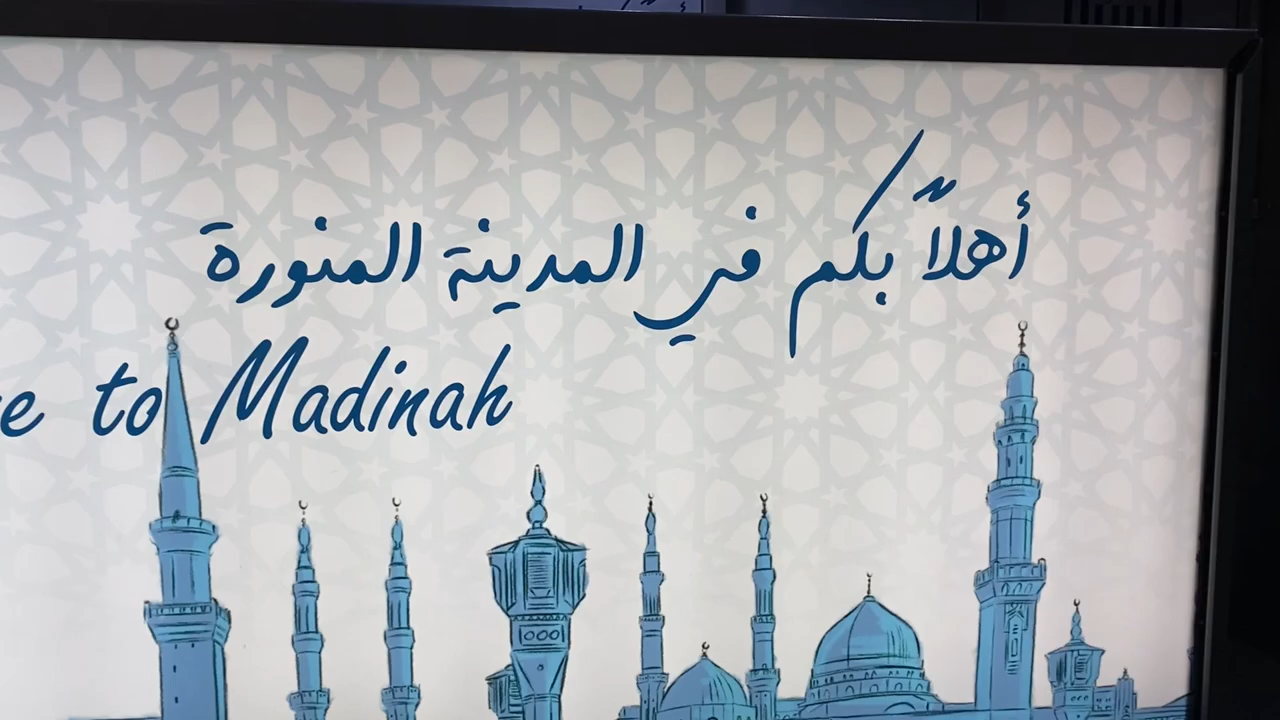 أهلاً بكم في المدينة المنورة
to Madinah